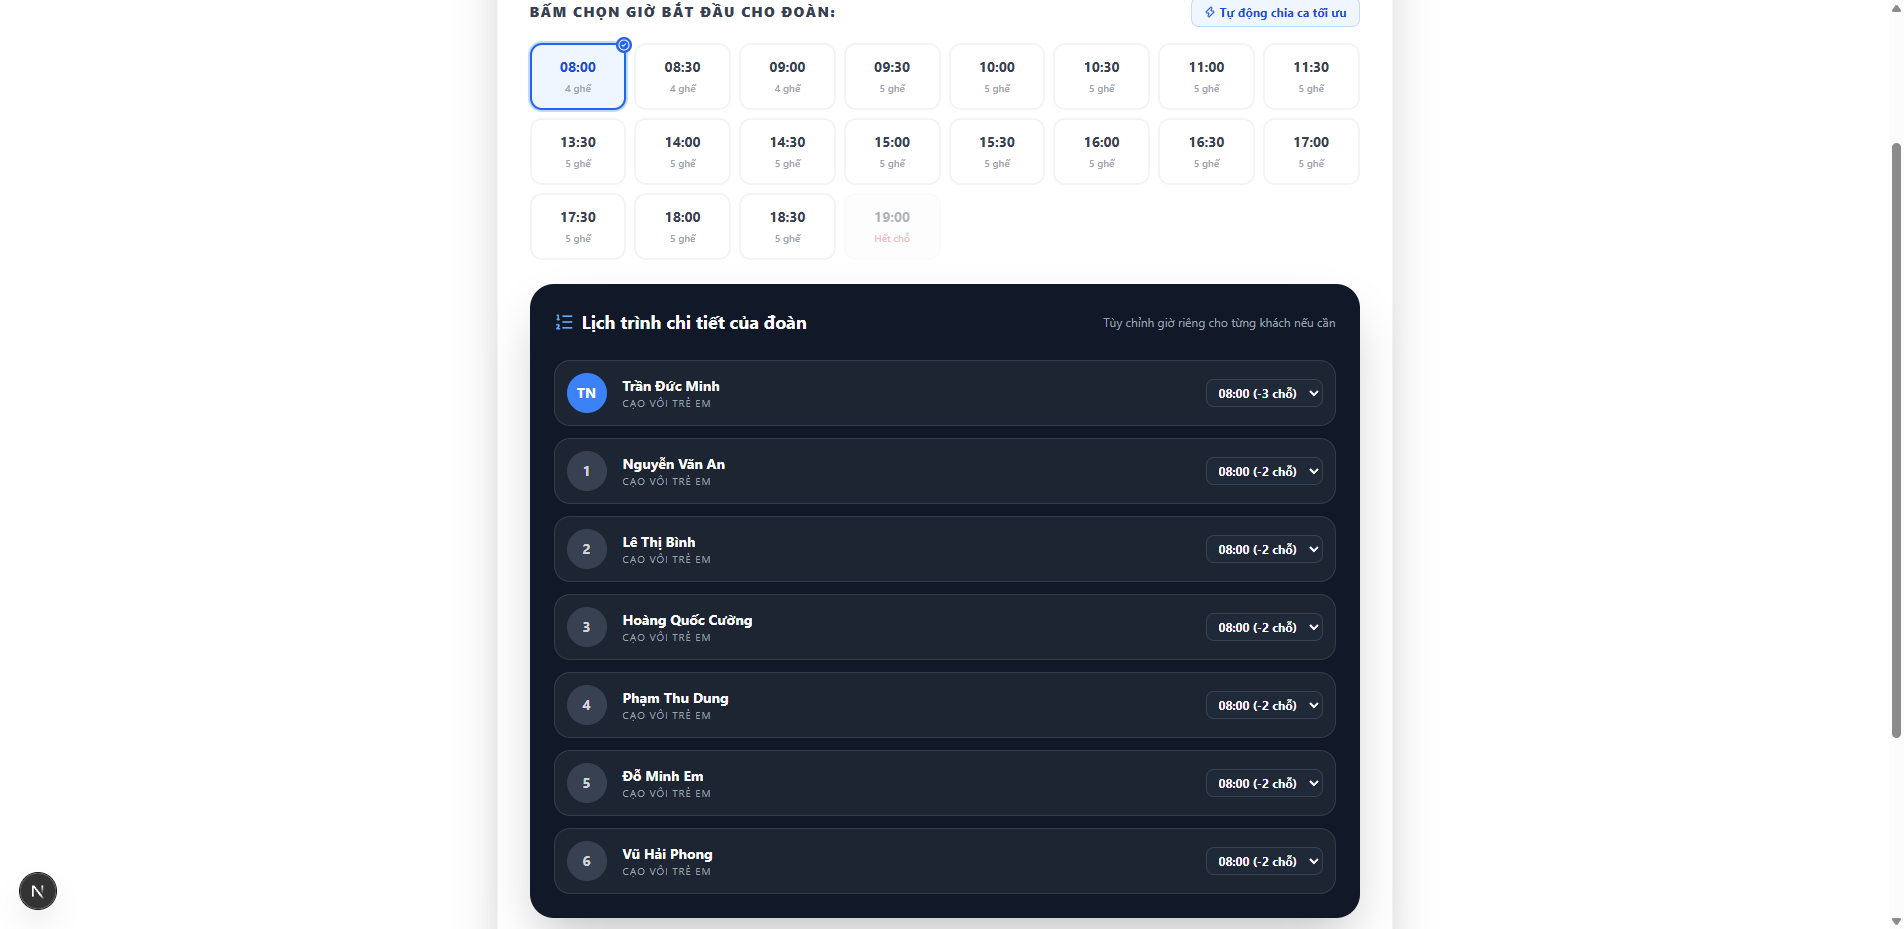 BẤM CHỌN GIỜ BẮT ĐẦU CHO ĐOÀN:
Tự động chia ca tối ưu
08:00
4 ghế
08:30
4 ghế
09:00
4 ghế
09:30
5 ghế
10:00
5 ghế
10:30
5 ghế
11:00
5 ghế
11:30
5 ghế
13:30
5 ghế
14:00
5 ghế
14:30
5 ghế
15:00
5 ghế
15:30
5 ghế
16:00
5 ghế
16:30
5 ghế
17:00
5 ghế
17:30
5 ghế
18:00
5 ghế
18:30
5 ghế
19:00
Hết chỗ
Lịch trình chi tiết của đoàn
Tùy chỉnh giờ riêng cho từng khách nếu cần
TN
Trần Đức Minh
CẠO VÔI TRẺ EM
08:00 (-3 chỗ)
1
Nguyễn Văn An
CẠO VÔI TRẺ EM
08:00 (-2 chỗ)
2
Lê Thị Bình
CẠO VÔI TRẺ EM
08:00 (-2 chỗ)
3
Hoàng Quốc Cường
CẠO VÔI TRẺ EM
08:00 (-2 chỗ)
4
Phạm Thu Dung
CẠO VÔI TRẺ EM
08:00 (-2 chỗ)
5
Đỗ Minh Em
CẠO VÔI TRẺ EM
08:00 (-2 chỗ)
6
Vũ Hải Phong
CẠO VÔI TRẺ EM
08:00 (-2 chỗ)
N